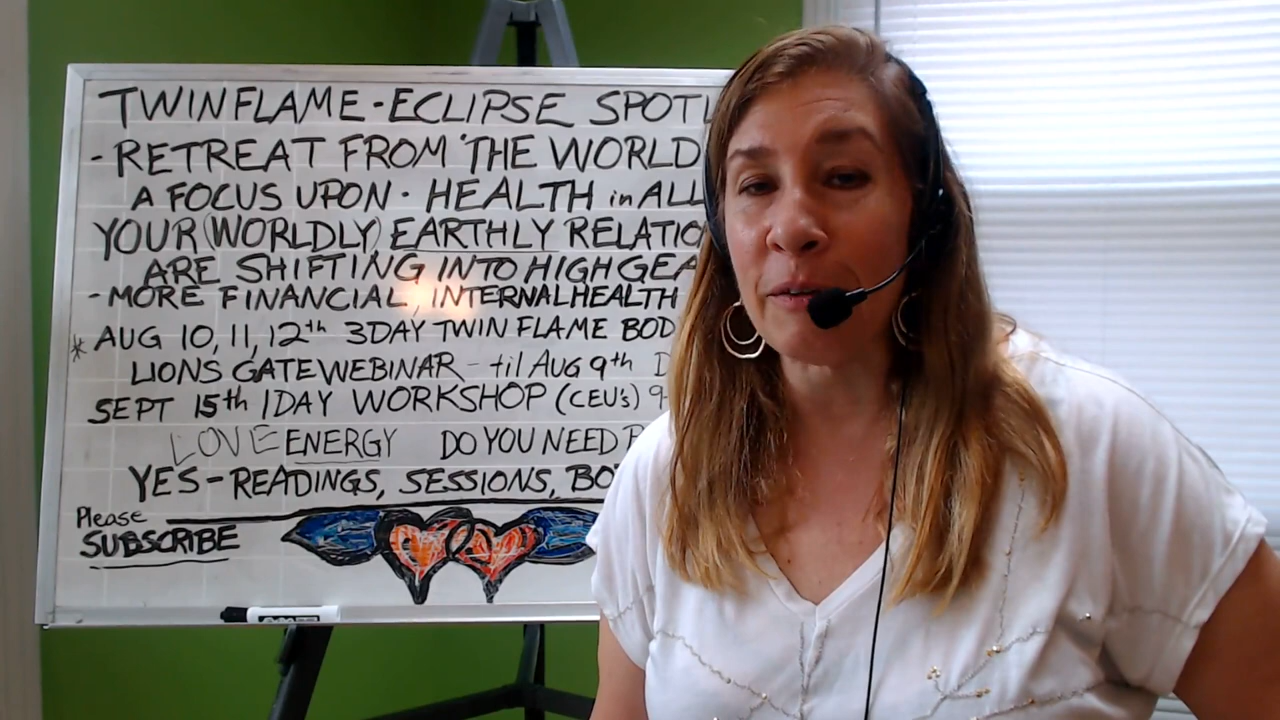 TWINFLAME-ECLIPSE SPOTL
- RETREAT FROM THE WORLD
A FOCUS UPON · HEALTH in ALL
YOUR (WORLDLY) EARTHLY RELATIO
ARE SHIFTING INTO HIGH GEA
- MORE FINANCIAL, INTERNAL HEALTH
* AUG 10, 11, 12th 3DAY TWIN FLAME BOD
LIONS GATE WEBINAR - til AUG 9th D
SEPT 15th 1DAY WORKSHOP (CEU's) 9-
LOVE ENERGY DO YOU NEED
YES - READINGS, SESSIONS, BO
Please
SUBSCRIBE